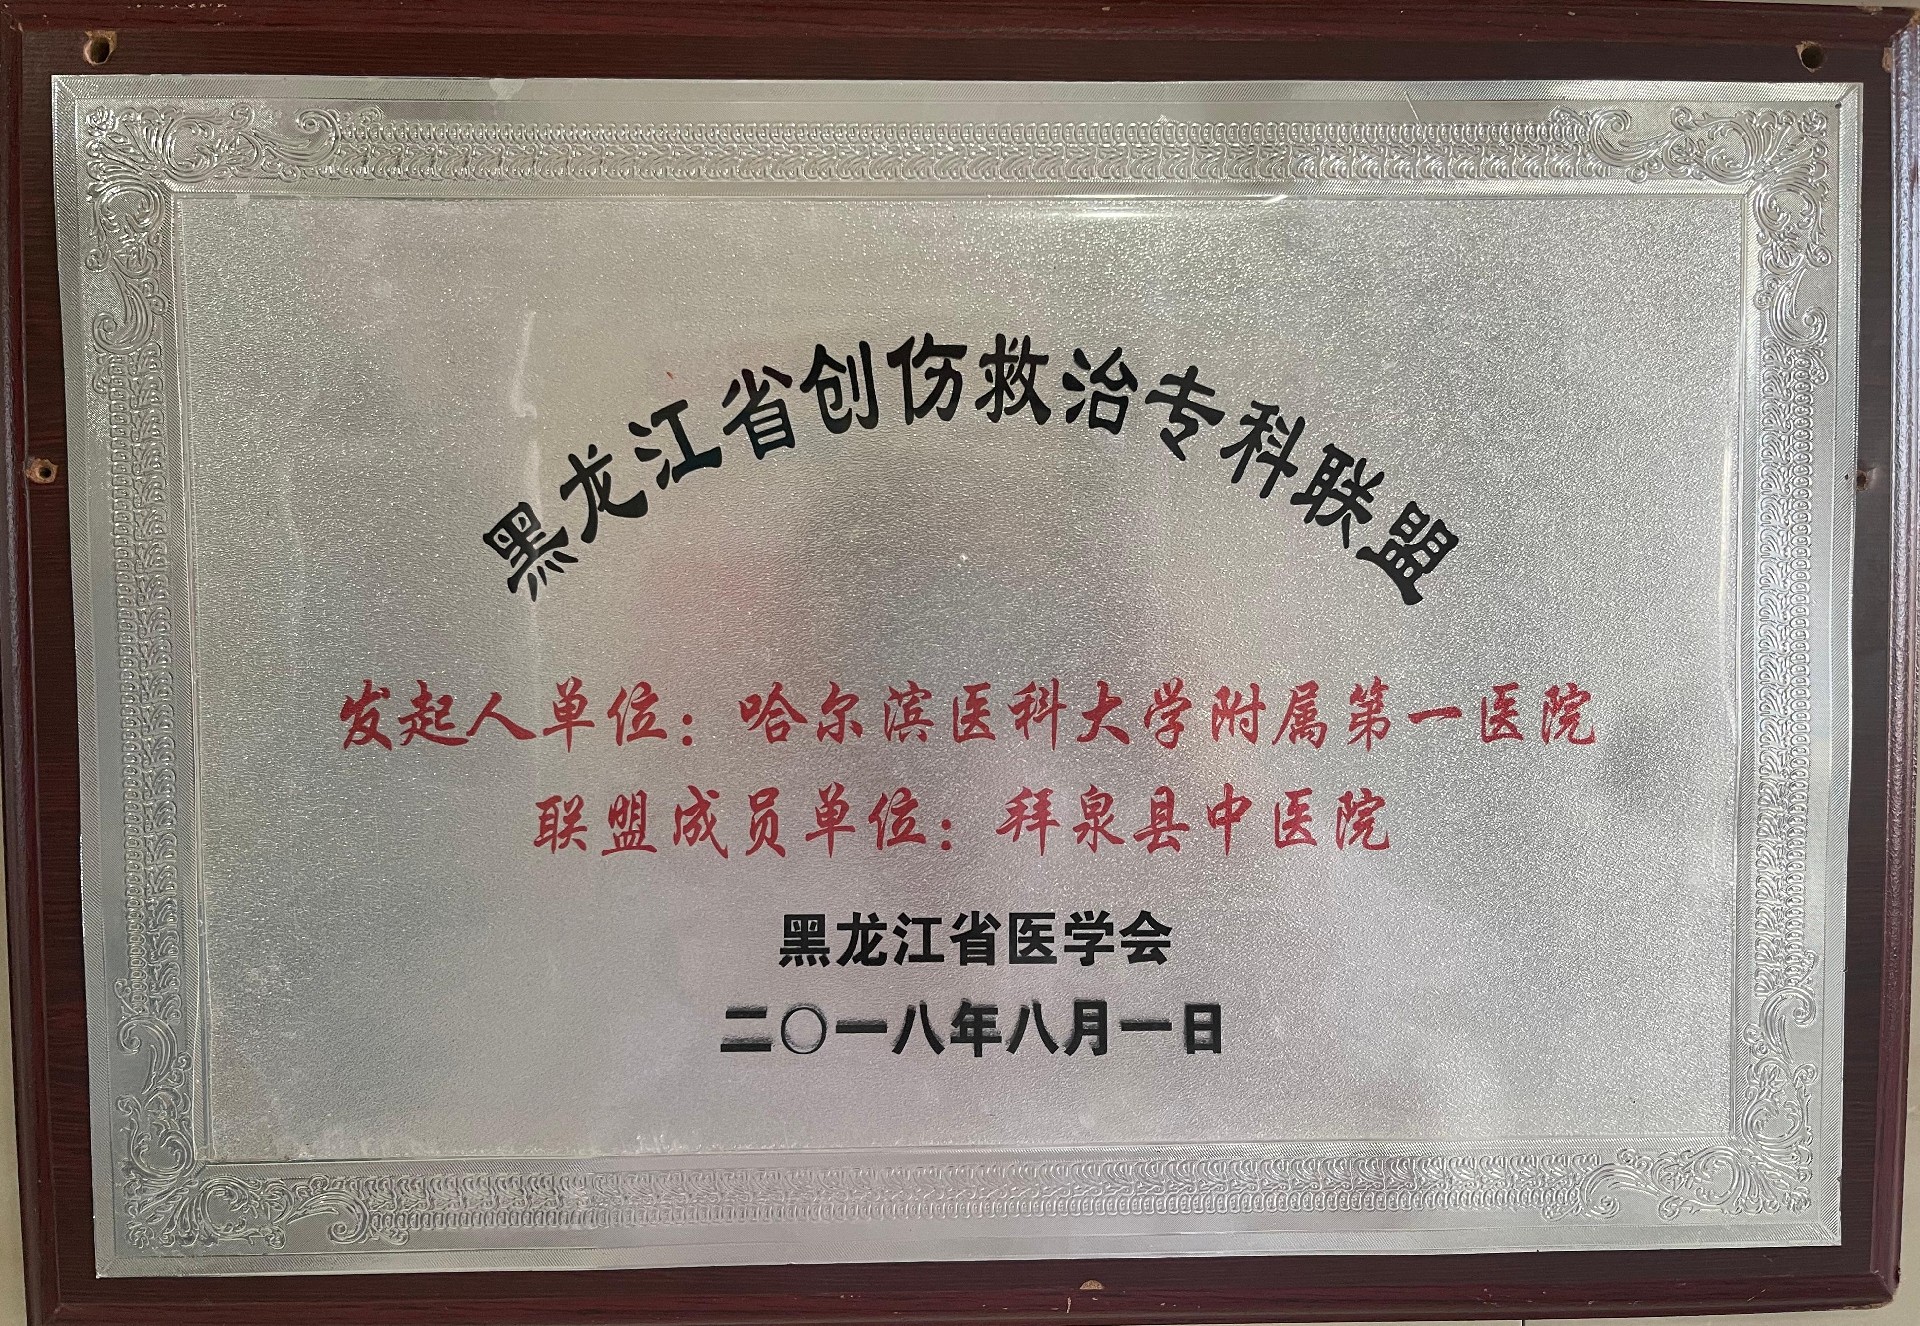 黑龙江省创伤救治专科联盟
发起人单位：哈尔滨医科大学附属第一医院
联盟成员单位：拜泉县中医院
黑龙江省医学会
二〇一八年八月一日